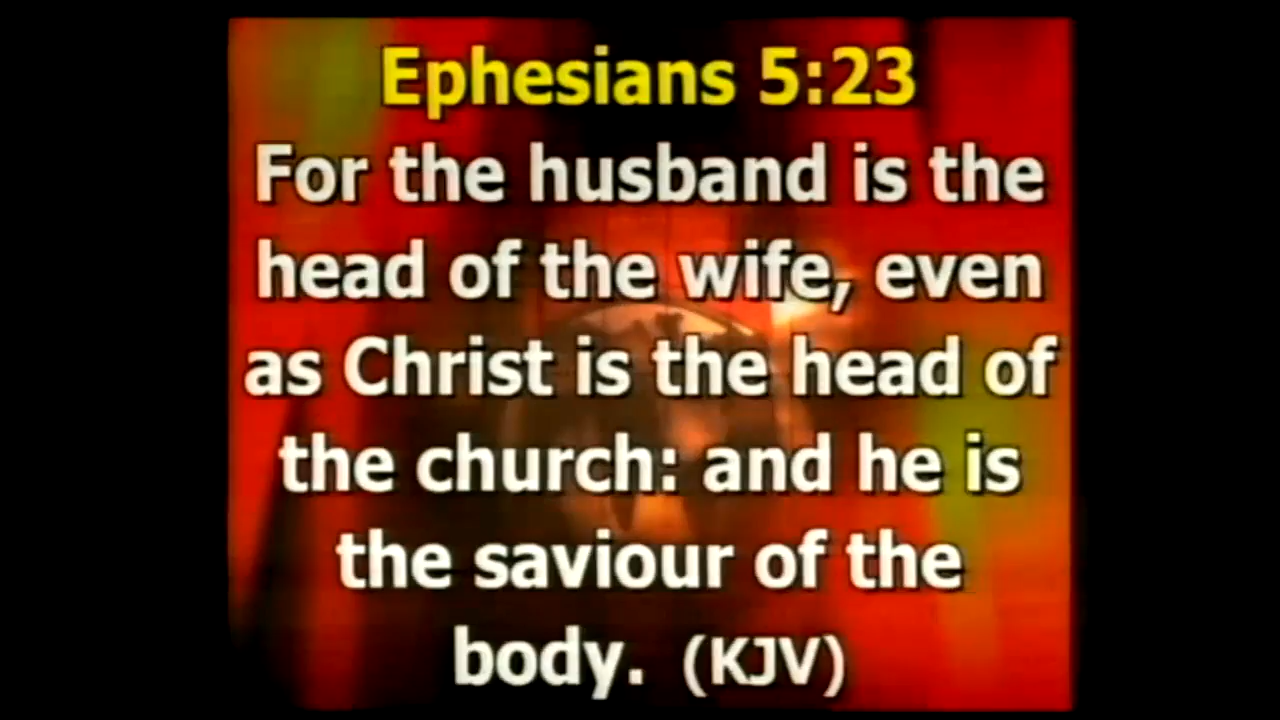 Ephesians 5:23
For the husband is the
head of the wife, even
as Christ is the head of
the church: and he is
the saviour of the
body. (KJV)